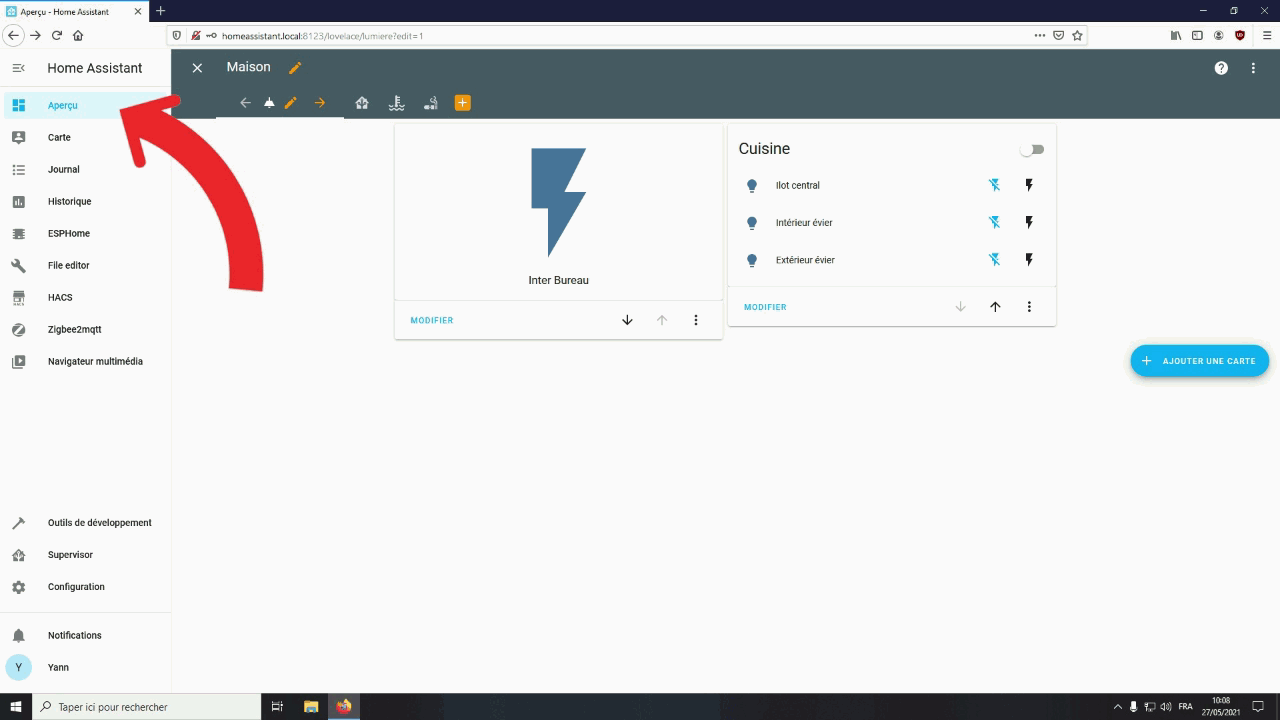 Aperçu - Home Assistant
homeassistant.local:8123/lovelace/lumiere?edit=1
Home Assistant
Maison
Aperçu
Carte
Journal
Historique
ESPHome
File editor
HACS
HACS
Zigbee2mqtt
Navigateur multimédia
Outils de développement
Supervisor
Configuration
Notifications
Y
Yann
Inter Bureau
MODIFIER
Cuisine
Ilot central
Intérieur évier
Extérieur évier
MODIFIER
AJOUTER UNE CARTE
Taper ici pour rechercher
FRA
10:08
27/05/2021